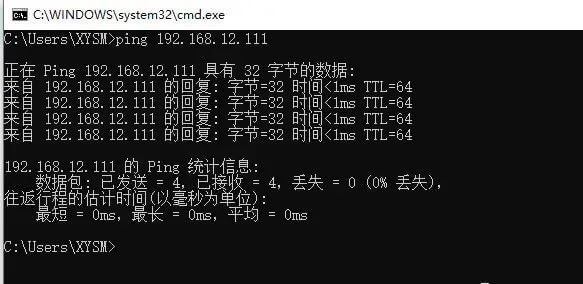 C:\WINDOWS\system32\cmd.exe
C:\Users\XYSM>ping 192.168.12.111
正在 Ping 192.168.12.111 具有 32 字节的数据:
来自 192.168.12.111 的回复: 字节=32 时间<1ms TTL=64
来自 192.168.12.111 的回复: 字节=32 时间<1ms TTL=64
来自 192.168.12.111 的回复: 字节=32 时间<1ms TTL=64
来自 192.168.12.111 的回复: 字节=32 时间<1ms TTL=64
192.168.12.111 的 Ping 统计信息:
数据包: 已发送 = 4, 已接收 = 4, 丢失 = 0 (0% 丢失),
往返行程的估计时间(以毫秒为单位):
最短 = 0ms, 最长 = 0ms, 平均 = 0ms
C:\Users\XYSM>